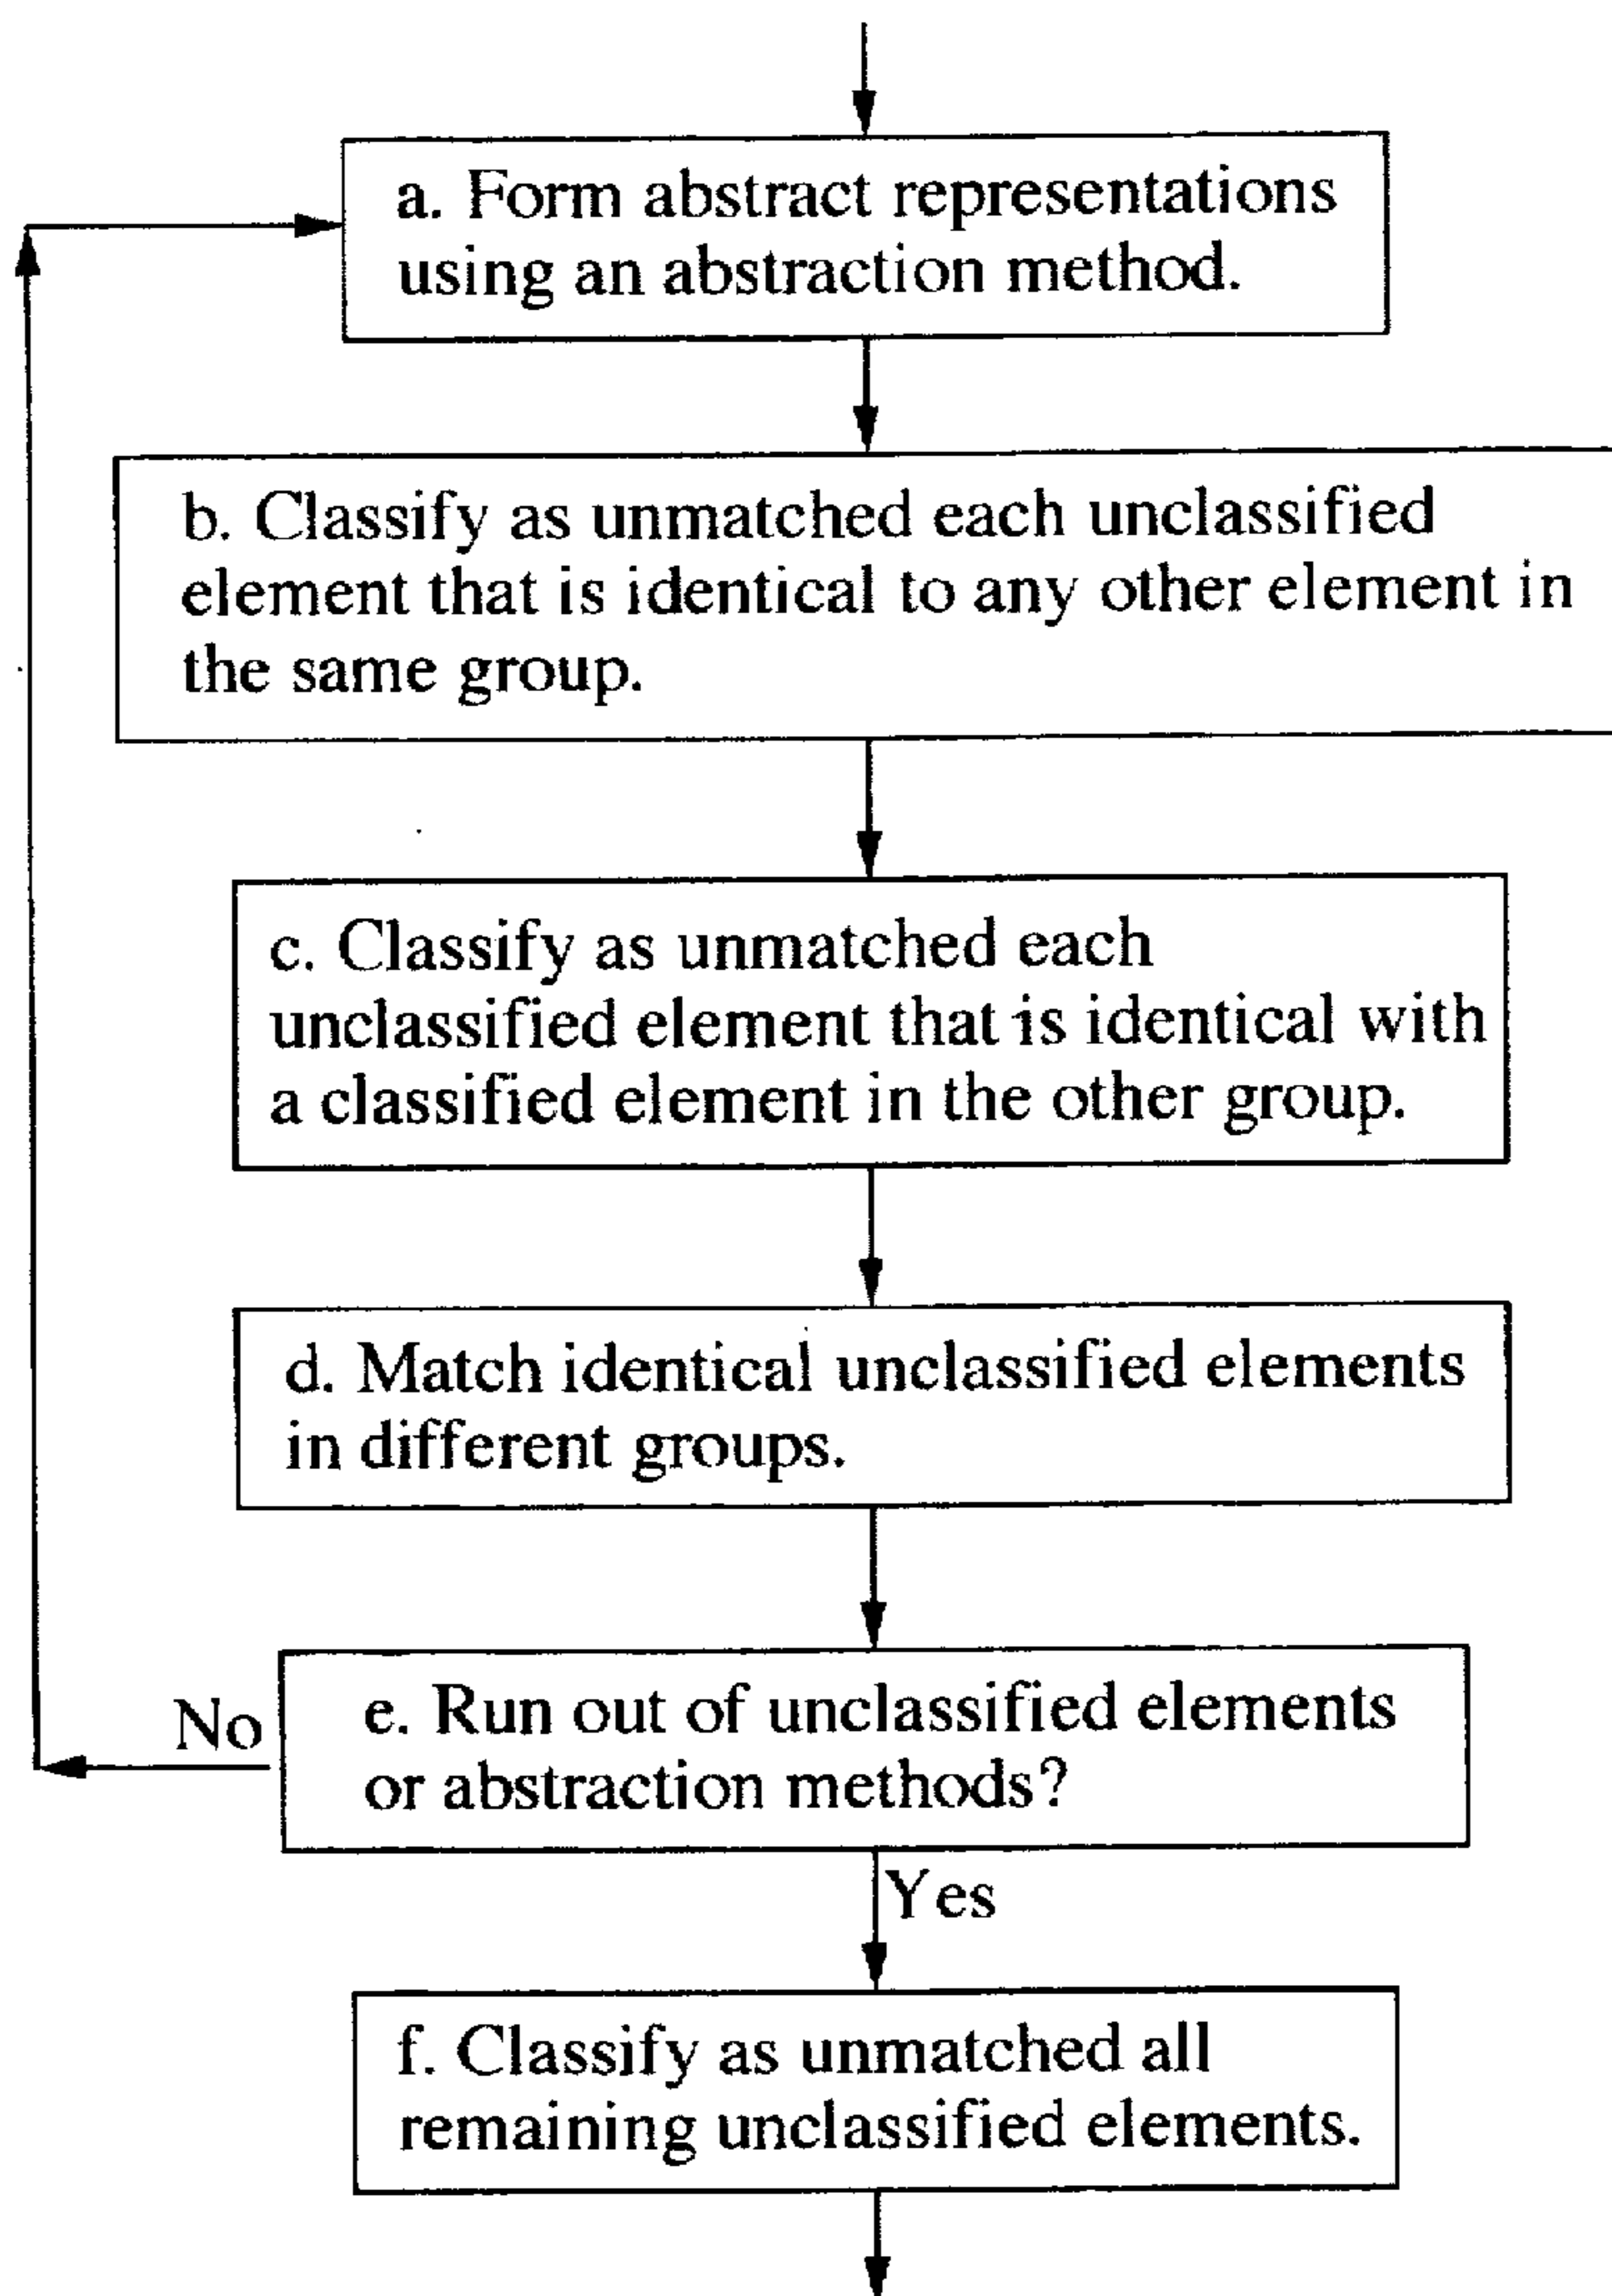 a. Form abstract representations
using an abstraction method.
b. Classify as unmatched each unclassified
element that is identical to any other element in
the same group.
c. Classify as unmatched each
unclassified element that is identical with
a classified element in the other group.
d. Match identical unclassified elements
in different groups.
No
e. Run out of unclassified elements
or abstraction methods?
Yes
f. Classify as unmatched all
remaining unclassified elements.